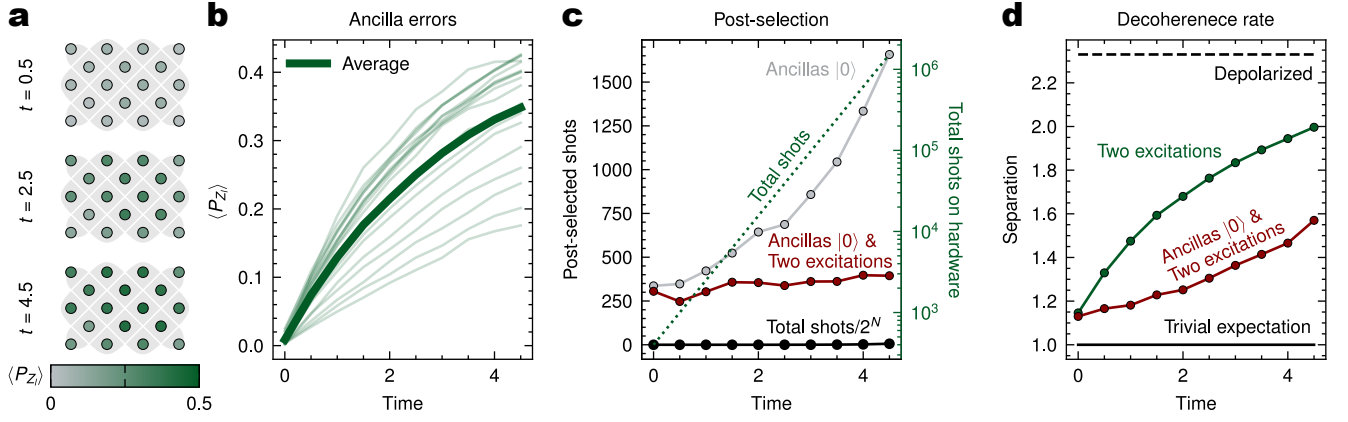 a
t = 0.5
t = 2.5
t = 4.5
⟨P_{Z_l}⟩
0
0.5
b
Ancilla errors
Average
⟨P_{Z_l}⟩
0.4
0.3
0.2
0.1
0.0
0
2
4
Time
c
Post-selection
Post-selected shots
1500
1250
1000
750
500
250
0
Ancillas |0⟩
Total shots
Ancillas |0⟩ &
Two excitations
Total shots/2^N
10^6
10^5
10^4
10^3
Total shots on hardware
0
2
4
Time
d
Decoherenece rate
Separation
2.2
2.0
1.8
1.6
1.4
1.2
1.0
Depolarized
Two excitations
Ancillas |0⟩ &
Two excitations
Trivial expectation
0
2
4
Time